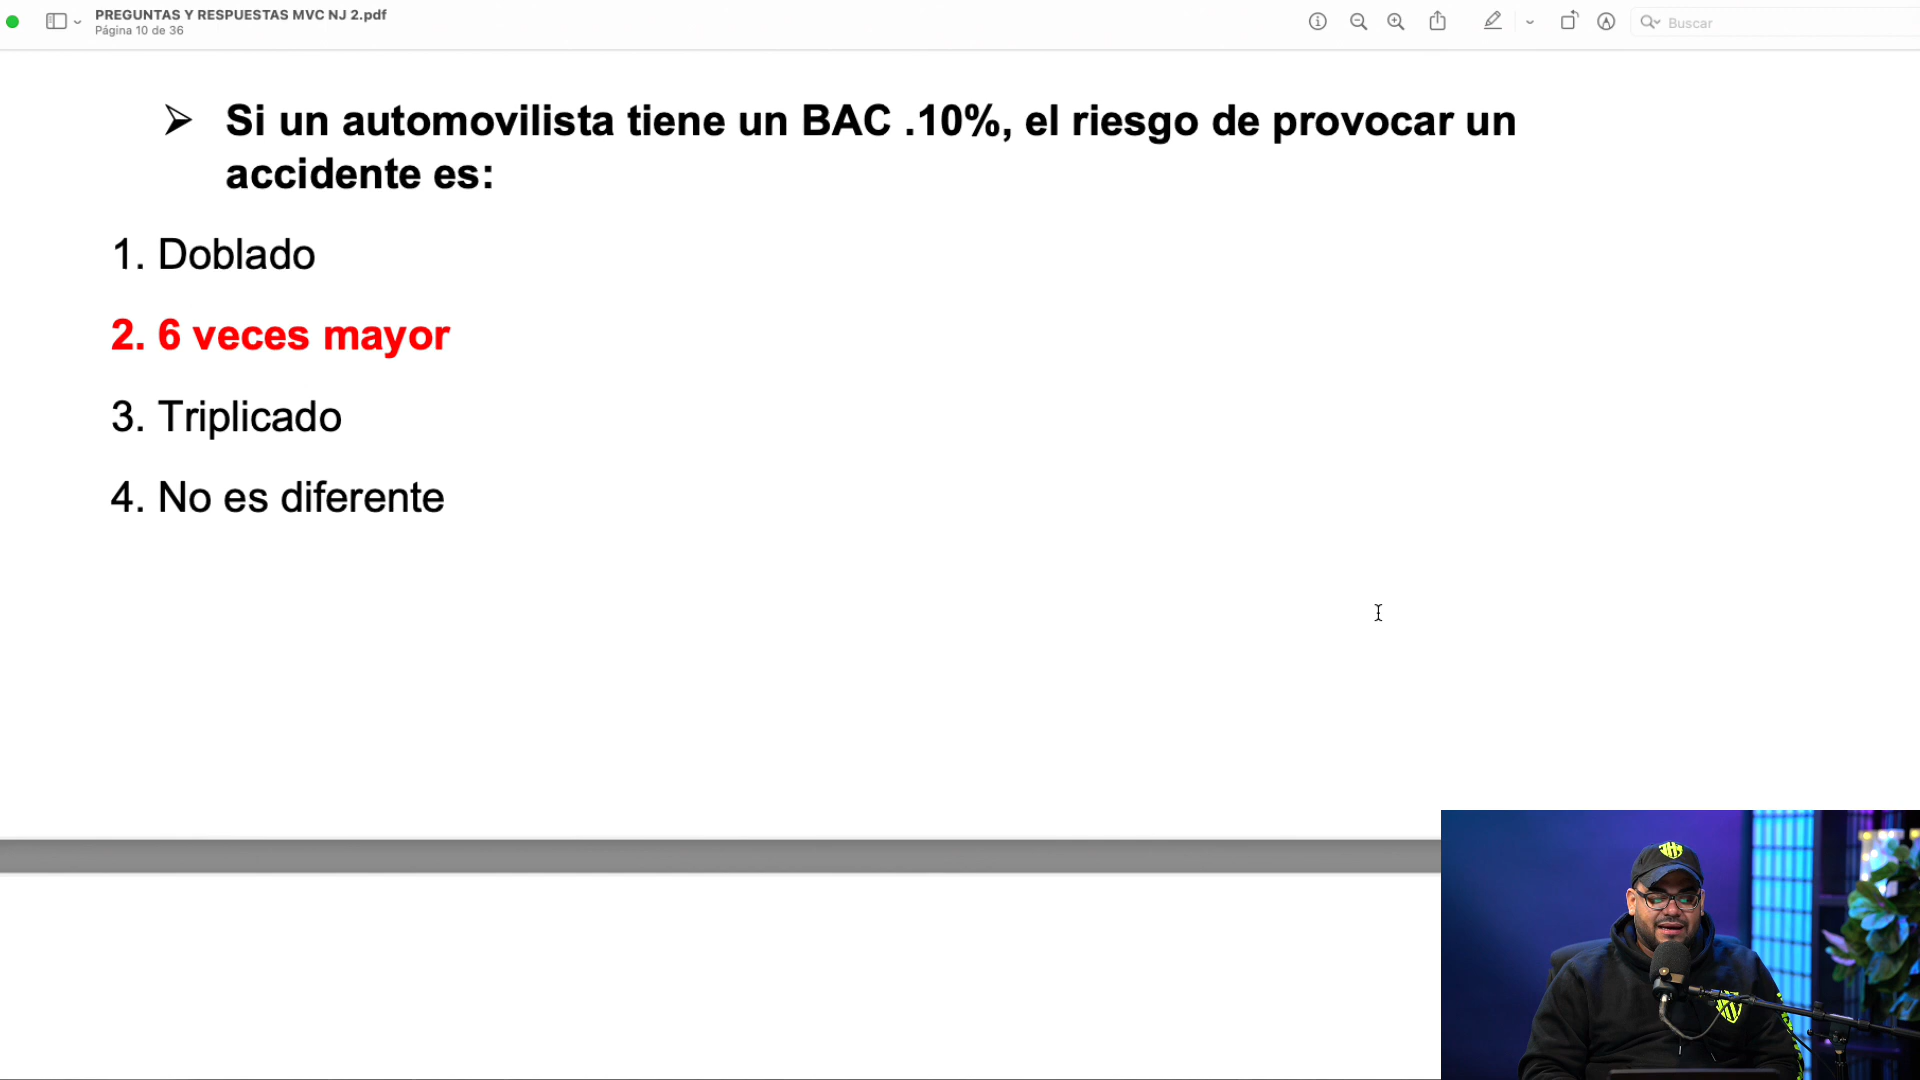 PREGUNTAS Y RESPUESTAS MVC NJ 2.pdf
Página 10 de 36
Buscar
➢ Si un automovilista tiene un BAC .10%, el riesgo de provocar un
accidente es:
1. Doblado
2. 6 veces mayor
3. Triplicado
4. No es diferente